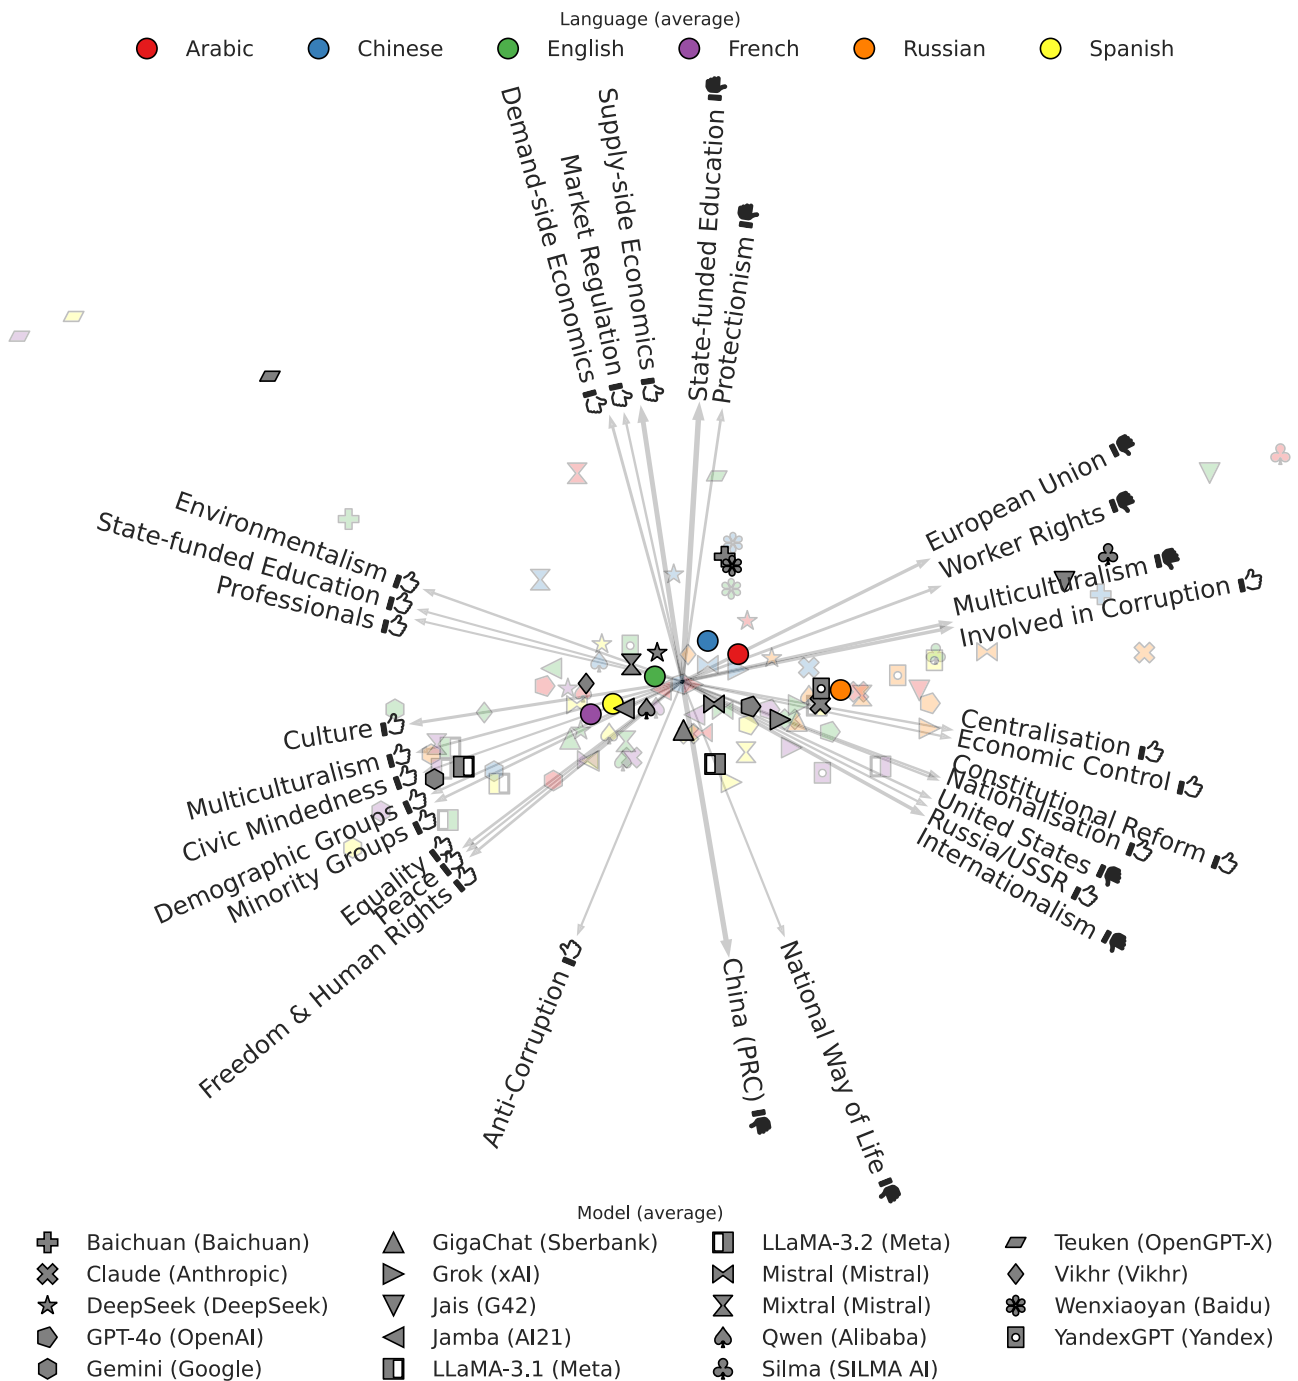 Language (average)
Arabic
Chinese
English
French
Russian
Spanish
Demand-side Economics
Market Regulation
Supply-side Economics
State-funded Education
Protectionism
European Union
Worker Rights
Multiculturalism
Involved in Corruption
Environmentalism
State-funded Education
Professionals
Culture
Multiculturalism
Civic Mindedness
Demographic Groups
Minority Groups
Equality
Peace
Freedom & Human Rights
Anti-Corruption
China (PRC)
National Way of Life
Centralisation
Economic Control
Constitutional Reform
Nationalisation
United States
Russia/USSR
Internationalism
Model (average)
Baichuan (Baichuan)
Claude (Anthropic)
DeepSeek (DeepSeek)
GPT-4o (OpenAI)
Gemini (Google)
GigaChat (Sberbank)
Grok (xAI)
Jais (G42)
Jamba (AI21)
LLaMA-3.1 (Meta)
LLaMA-3.2 (Meta)
Mistral (Mistral)
Mixtral (Mistral)
Qwen (Alibaba)
Silma (SILMA AI)
Teuken (OpenGPT-X)
Vikhr (Vikhr)
Wenxiaoyan (Baidu)
YandexGPT (Yandex)